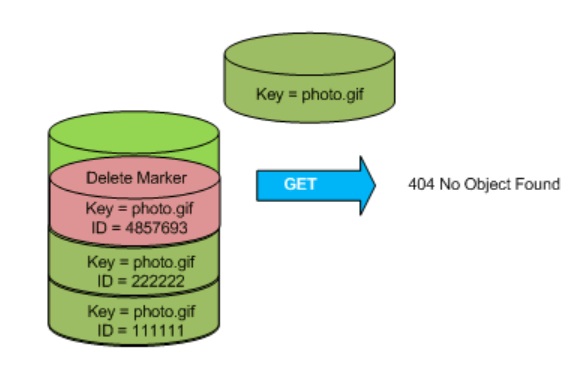 Key = photo.gif
Delete Marker
Key = photo.gif
ID = 4857693
GET
404 No Object Found
Key = photo.gif
ID = 222222
Key = photo.gif
ID = 111111